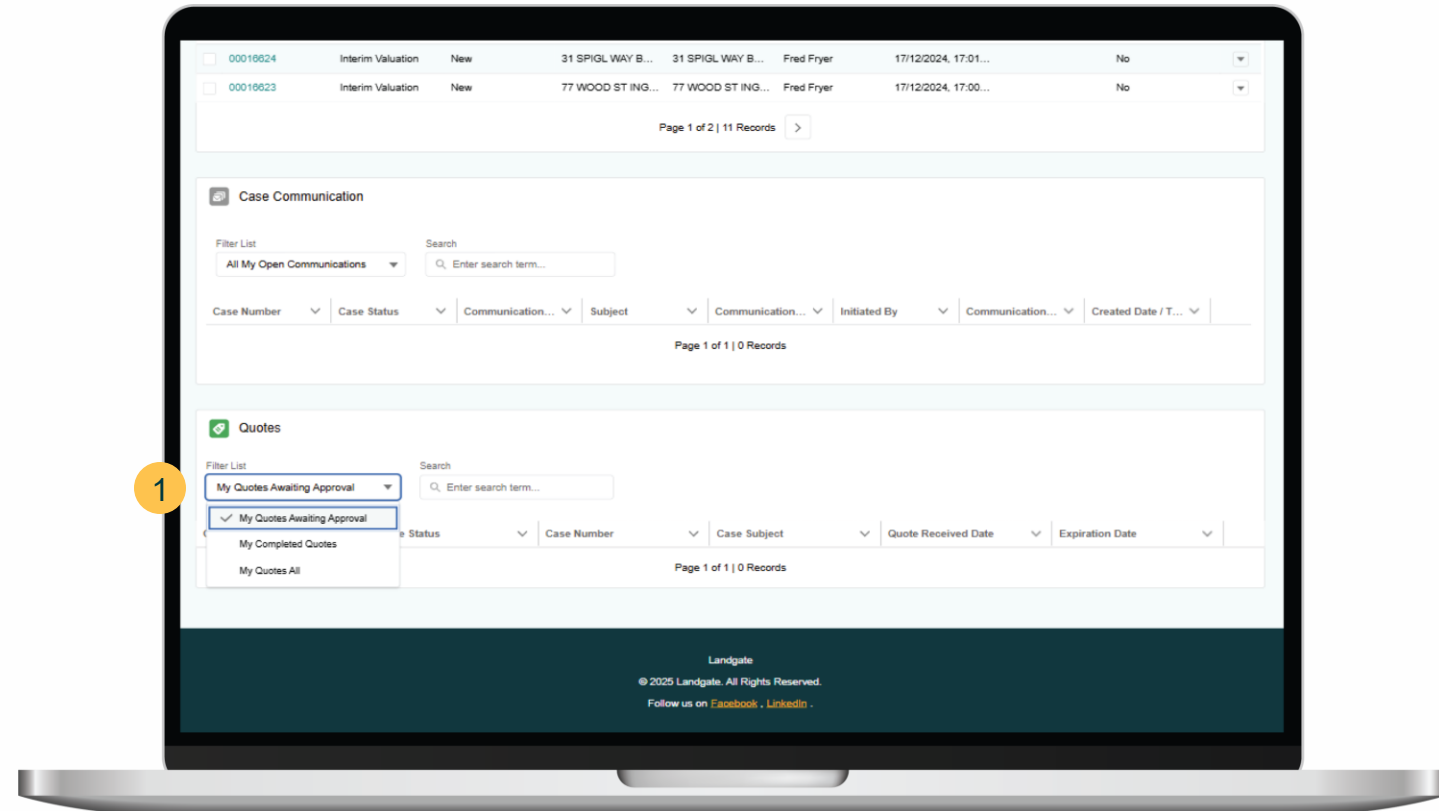 00016624 Interim Valuation New 31 SPIGL WAY B... 31 SPIGL WAY B... Fred Fryer 17/12/2024, 17:01... No
00016623 Interim Valuation New 77 WOOD ST ING... 77 WOOD ST ING... Fred Fryer 17/12/2024, 17:00... No
Page 1 of 2 | 11 Records >
Case Communication
Filter List Search
All My Open Communications Enter search term...
Case Number Case Status Communication... Subject Communication... Initiated By Communication... Created Date / T...
Page 1 of 1 | 0 Records
Quotes
Filter List Search
1 My Quotes Awaiting Approval Enter search term...
My Quotes Awaiting Approval
Status Case Number Case Subject Quote Received Date Expiration Date
My Completed Quotes
Page 1 of 1 | 0 Records
My Quotes All
Landgate
© 2025 Landgate. All Rights Reserved.
Follow us on Facebook , LinkedIn .